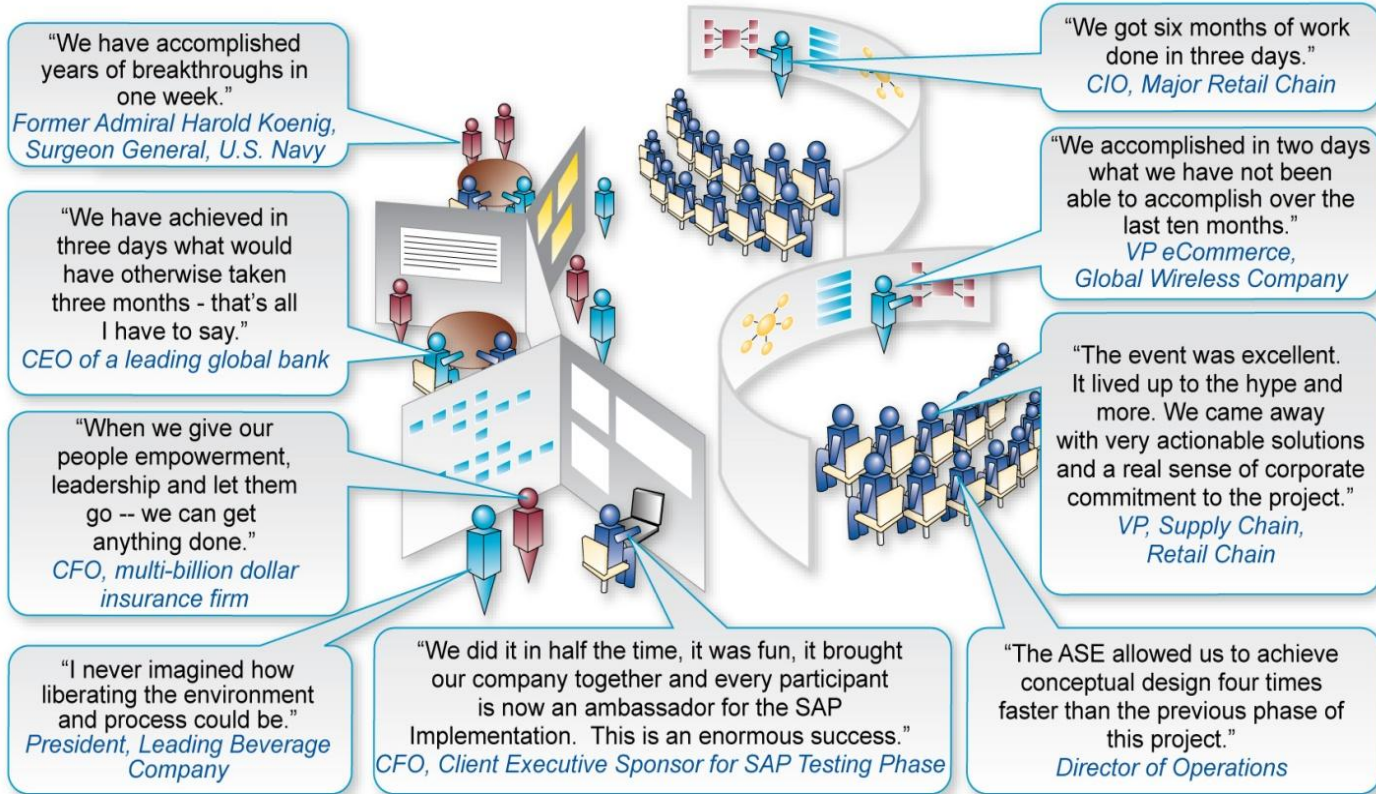 “We have accomplished
years of breakthroughs in
one week.”
Former Admiral Harold Koenig,
Surgeon General, U.S. Navy
“We have achieved in
three days what would
have otherwise taken
three months - that’s all
I have to say.”
CEO of a leading global bank
“When we give our
people empowerment,
leadership and let them
go -- we can get
anything done.”
CFO, multi-billion dollar
insurance firm
“I never imagined how
liberating the environment
and process could be.”
President, Leading Beverage
Company
“We did it in half the time, it was fun, it brought
our company together and every participant
is now an ambassador for the SAP
Implementation. This is an enormous success.”
CFO, Client Executive Sponsor for SAP Testing Phase
“We got six months of work
done in three days.”
CIO, Major Retail Chain
“We accomplished in two days
what we have not been
able to accomplish over the
last ten months.”
VP eCommerce,
Global Wireless Company
“The event was excellent.
It lived up to the hype and
more. We came away
with very actionable solutions
and a real sense of corporate
commitment to the project.”
VP, Supply Chain,
Retail Chain
“The ASE allowed us to achieve
conceptual design four times
faster than the previous phase of
this project.”
Director of Operations